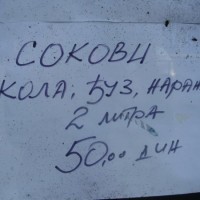 СОКОВИ
КОЛА, ЂУЗ, НАРАН
2 ЛИТРА
50,00 ДИН